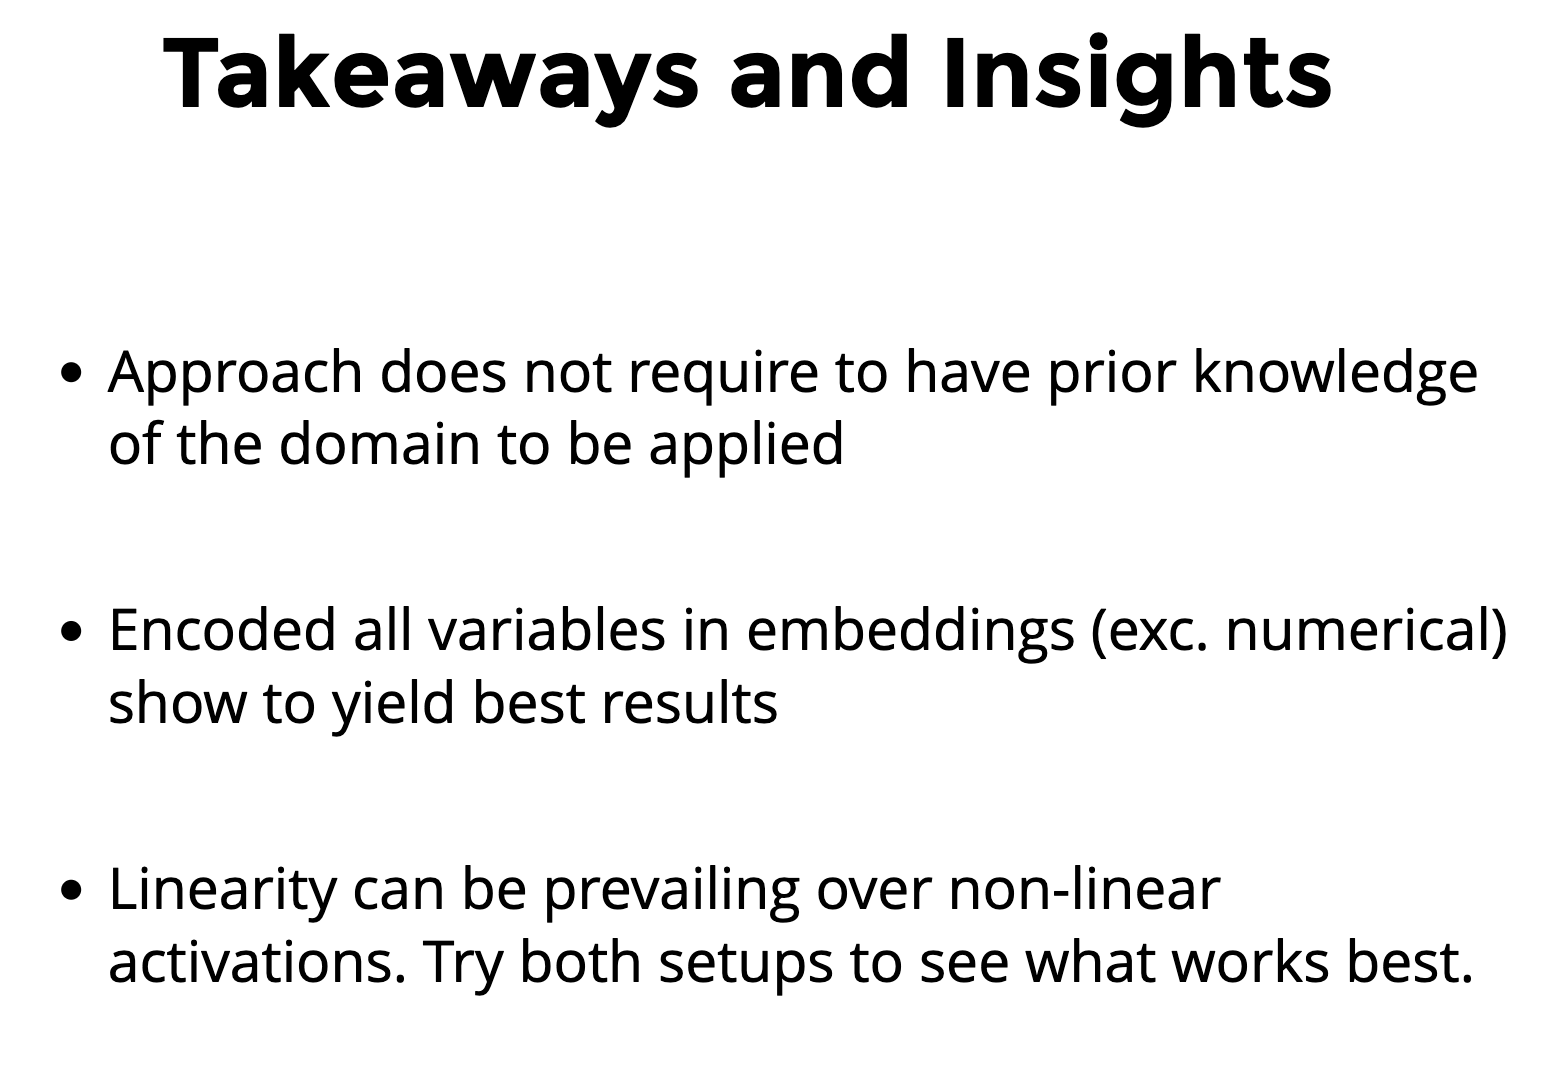 Takeaways and Insights
• Approach does not require to have prior knowledge
of the domain to be applied
• Encoded all variables in embeddings (exc. numerical)
show to yield best results
• Linearity can be prevailing over non-linear
activations. Try both setups to see what works best.